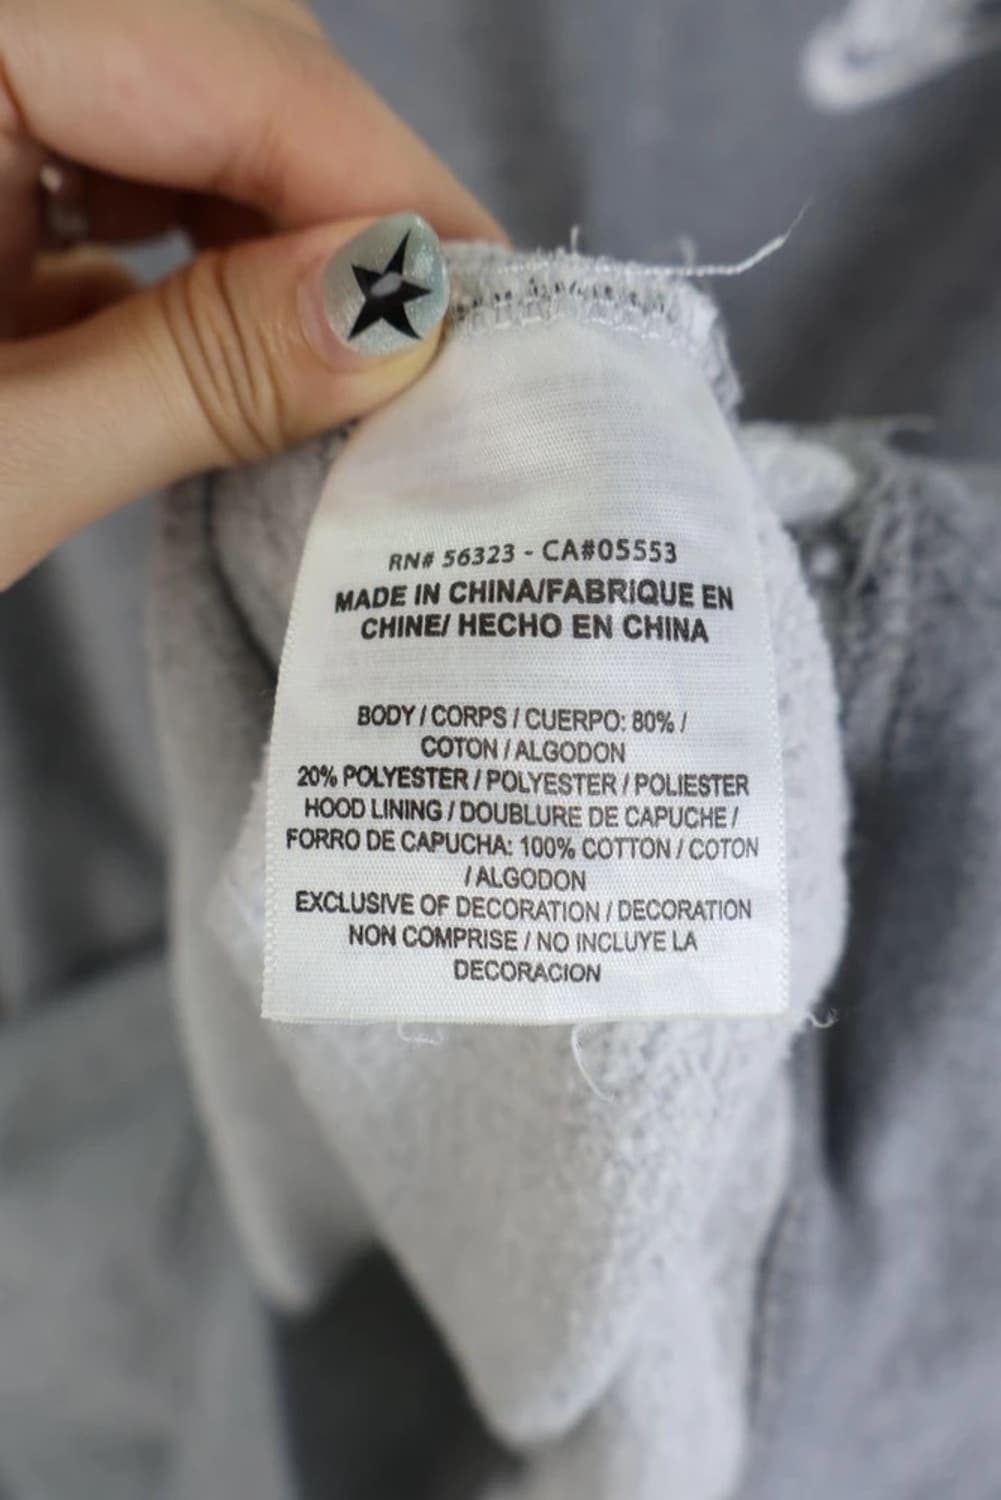 RN# 56323 - CA#05553
MADE IN CHINA/FABRIQUE EN
CHINE/ HECHO EN CHINA
BODY / CORPS / CUERPO: 80% /
COTON / ALGODON
20% POLYESTER / POLYESTER / POLIESTER
HOOD LINING / DOUBLURE DE CAPUCHE /
FORRO DE CAPUCHA: 100% COTTON / COTON
/ ALGODON
EXCLUSIVE OF DECORATION / DECORATION
NON COMPRISE / NO INCLUYE LA
DECORACION